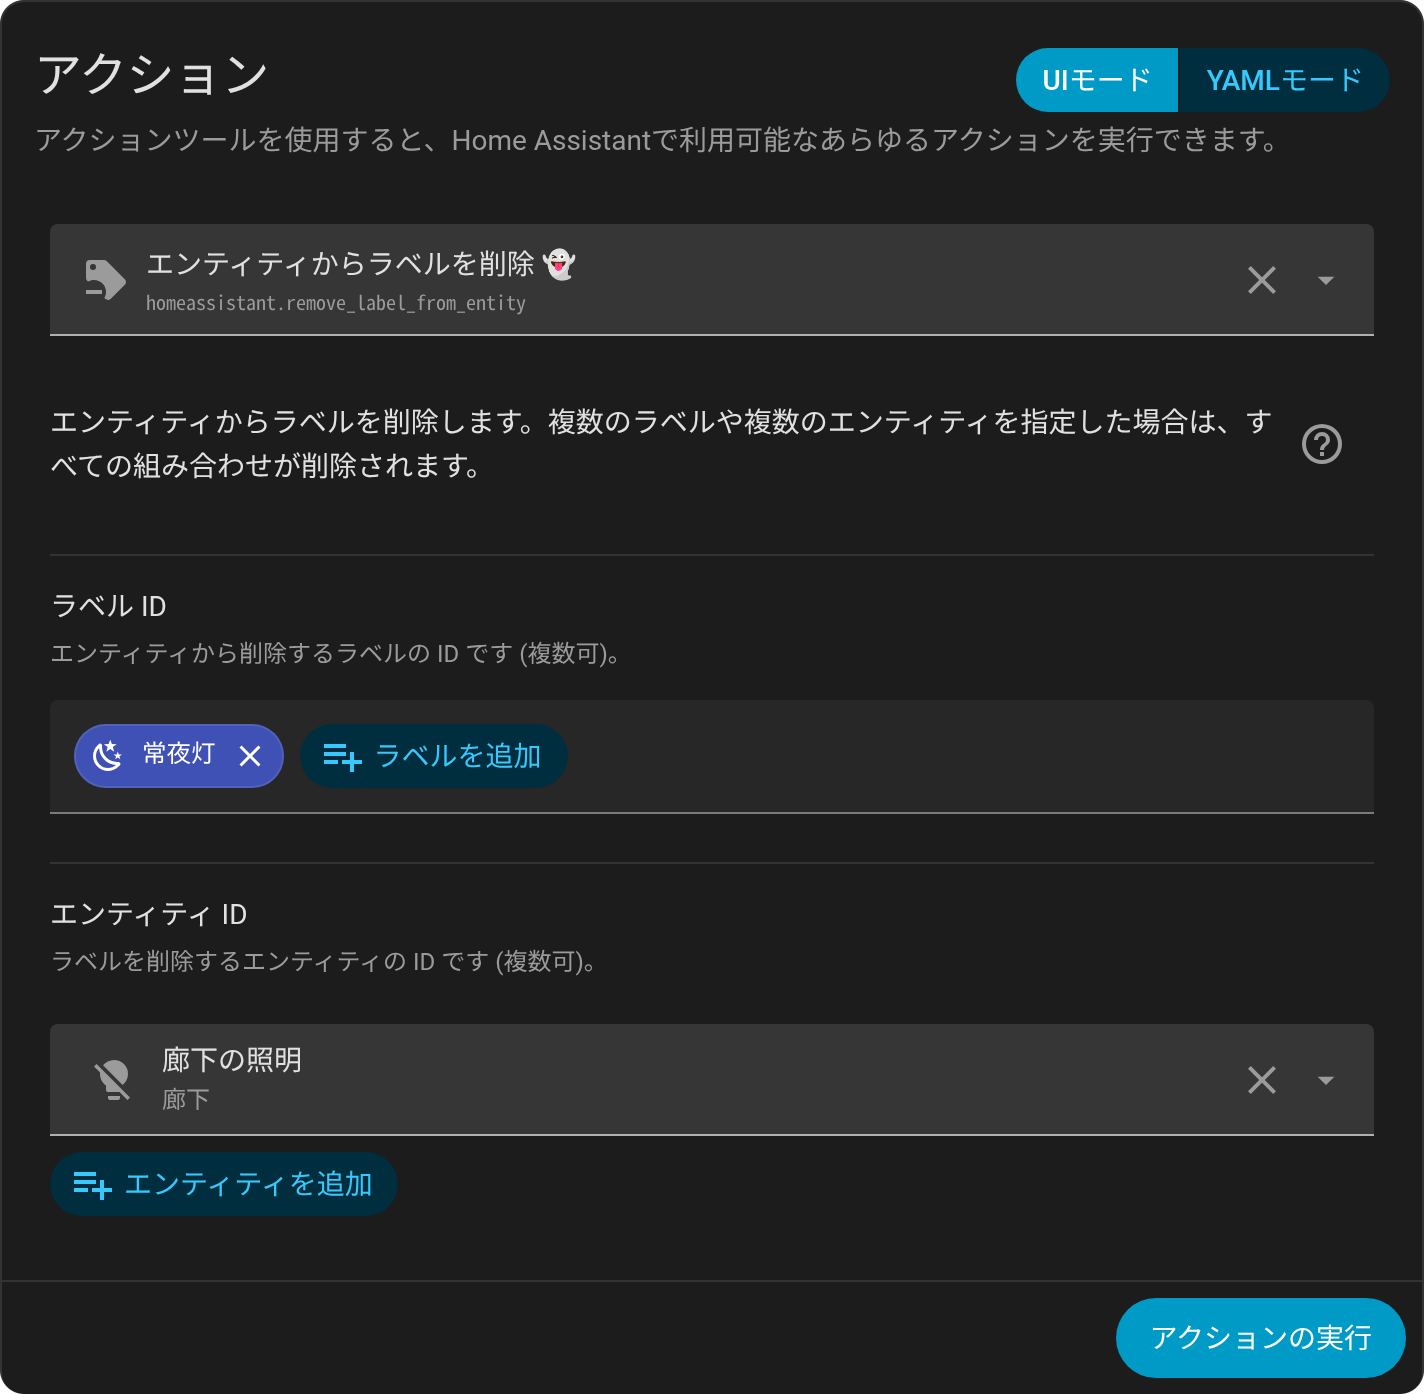 アクション
UIモード
YAMLモード
アクションツールを使用すると、Home Assistantで利用可能なあらゆるアクションを実行できます。
エンティティからラベルを削除 👻
homeassistant.remove_label_from_entity
エンティティからラベルを削除します。複数のラベルや複数のエンティティを指定した場合は、す
べての組み合わせが削除されます。
ラベル ID
エンティティから削除するラベルの ID です (複数可)。
常夜灯
ラベルを追加
エンティティ ID
ラベルを削除するエンティティの ID です (複数可)。
廊下の照明
廊下
エンティティを追加
アクションの実行